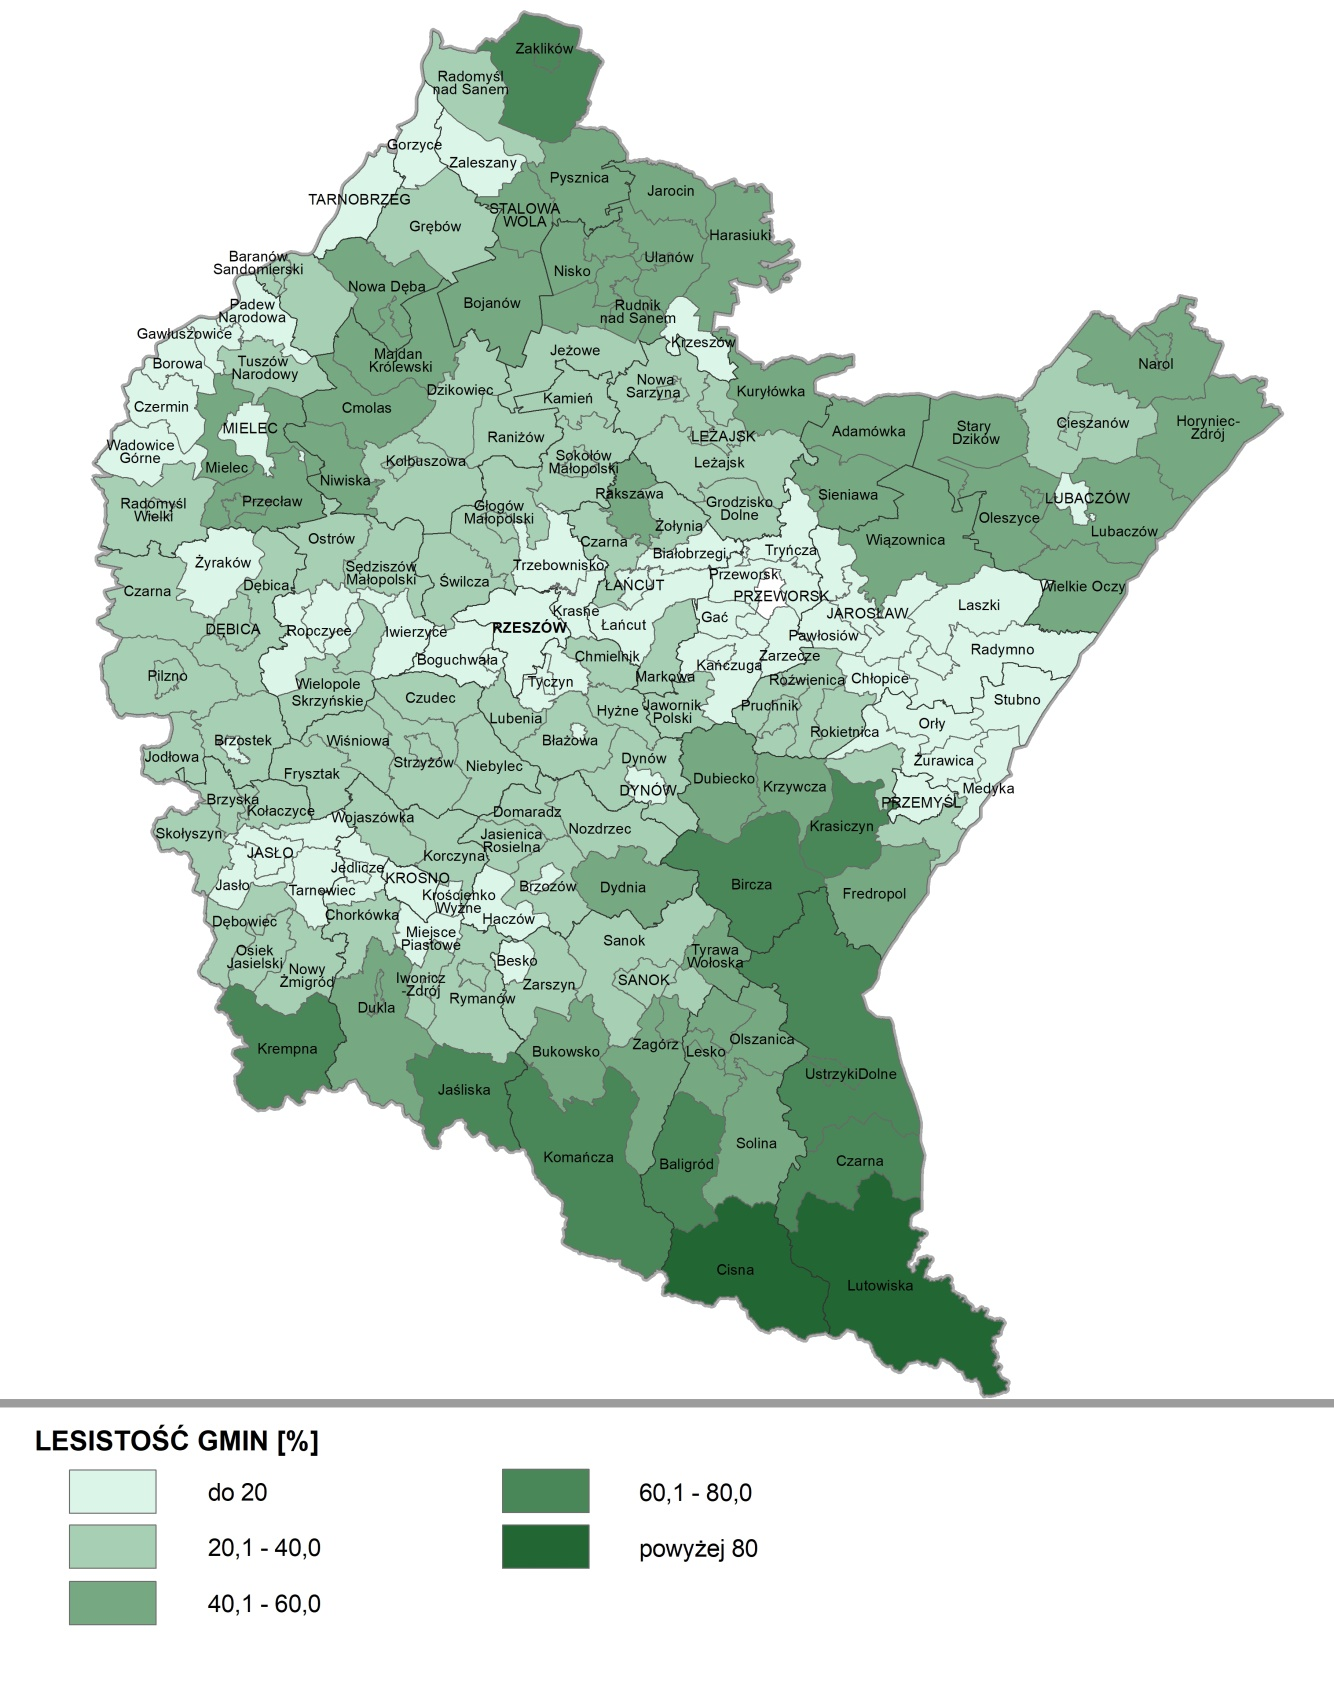 Zaklików
Radomyśl
nad Sanem
Gorzyce
Zaleszany
Pysznica
Jarocin
TARNOBRZEG
STALOWA
WOLA
Grębów
Harasiuki
Baranów
Sandomierski
Ulanów
Nisko
Nowa Dęba
Bojanów
Padew
Narodowa
Rudnik
nad Sanem
Gawłuszowice
Krzeszów
Borowa
Tuszów
Narodowy
Majdan
Królewski
Jeżowe
Narol
Dzikowiec
Nowa
Sarzyna
Kuryłówka
Kamień
Czermin
Cmolas
MIELEC
Cieszanów
Horyniec-
Zdrój
Adamówka
Stary
Dzików
Raniżów
LEŻAJSK
Wadowice
Górne
Kolbuszowa
Sokołów
Małopolski
Leżajsk
Mielec
Niwiska
Rakszawa
Sieniawa
LUBACZÓW
Radomyśl
Wielki
Przecław
Głogów
Małopolski
Grodzisko
Dolne
Oleszyce
Żołynia
Lubaczów
Ostrów
Czarna
Wiązownica
Białobrzegi
Tryńcza
Żyraków
Sędziszów
Małopolski
Świlcza
Trzebownisko
Przeworsk
Dębica
ŁAŃCUT
Wielkie Oczy
Czarna
PRZEWORSK
Laszki
Krasne
Gać
JAROSŁAW
DĘBICA
Ropczyce
Iwierzyce
RZESZÓW
Łańcut
Pawłosiów
Radymno
Boguchwała
Chmielnik
Kańczuga
Zarzecze
Pilzno
Wielopole
Skrzyńskie
Tyczyn
Markowa
Roźwienica
Chłopice
Czudec
Stubno
Lubenia
Hyżne
Jawornik
Polski
Pruchnik
Orły
Brzostek
Wiśniowa
Błażowa
Rokietnica
Jodłowa
Strzyżów
Niebylec
Dynów
Żurawica
Frysztak
DYNÓW
Dubiecko
Krzywcza
Medyka
Brzyska
Kołaczyce
Wojaszówka
Domaradz
PRZEMYŚL
Skołyszyn
Jasienica
Rosielna
Nozdrzec
Krasiczyn
JASŁO
Korczyna
Jedlicze
KROSNO
Jasło
Tarnowiec
Krościenko
Wyżne
Brzozów
Dydnia
Bircza
Fredropol
Dębowiec
Chorkówka
Haczów
Miejsce
Piastowe
Sanok
Osiek
Jasielski
Tyrawa
Wołoska
Nowy
Żmigród
Besko
Iwonicz
-Zdrój
Zarszyn
SANOK
Dukla
Rymanów
Krempna
Bukowsko
Zagórz
Lesko
Olszanica
Jaśliska
UstrzykiDolne
Solina
Komańcza
Baligród
Czarna
Cisna
Lutowiska
LESISTOŚĆ GMIN [%]
do 20
20,1 - 40,0
40,1 - 60,0
60,1 - 80,0
powyżej 80